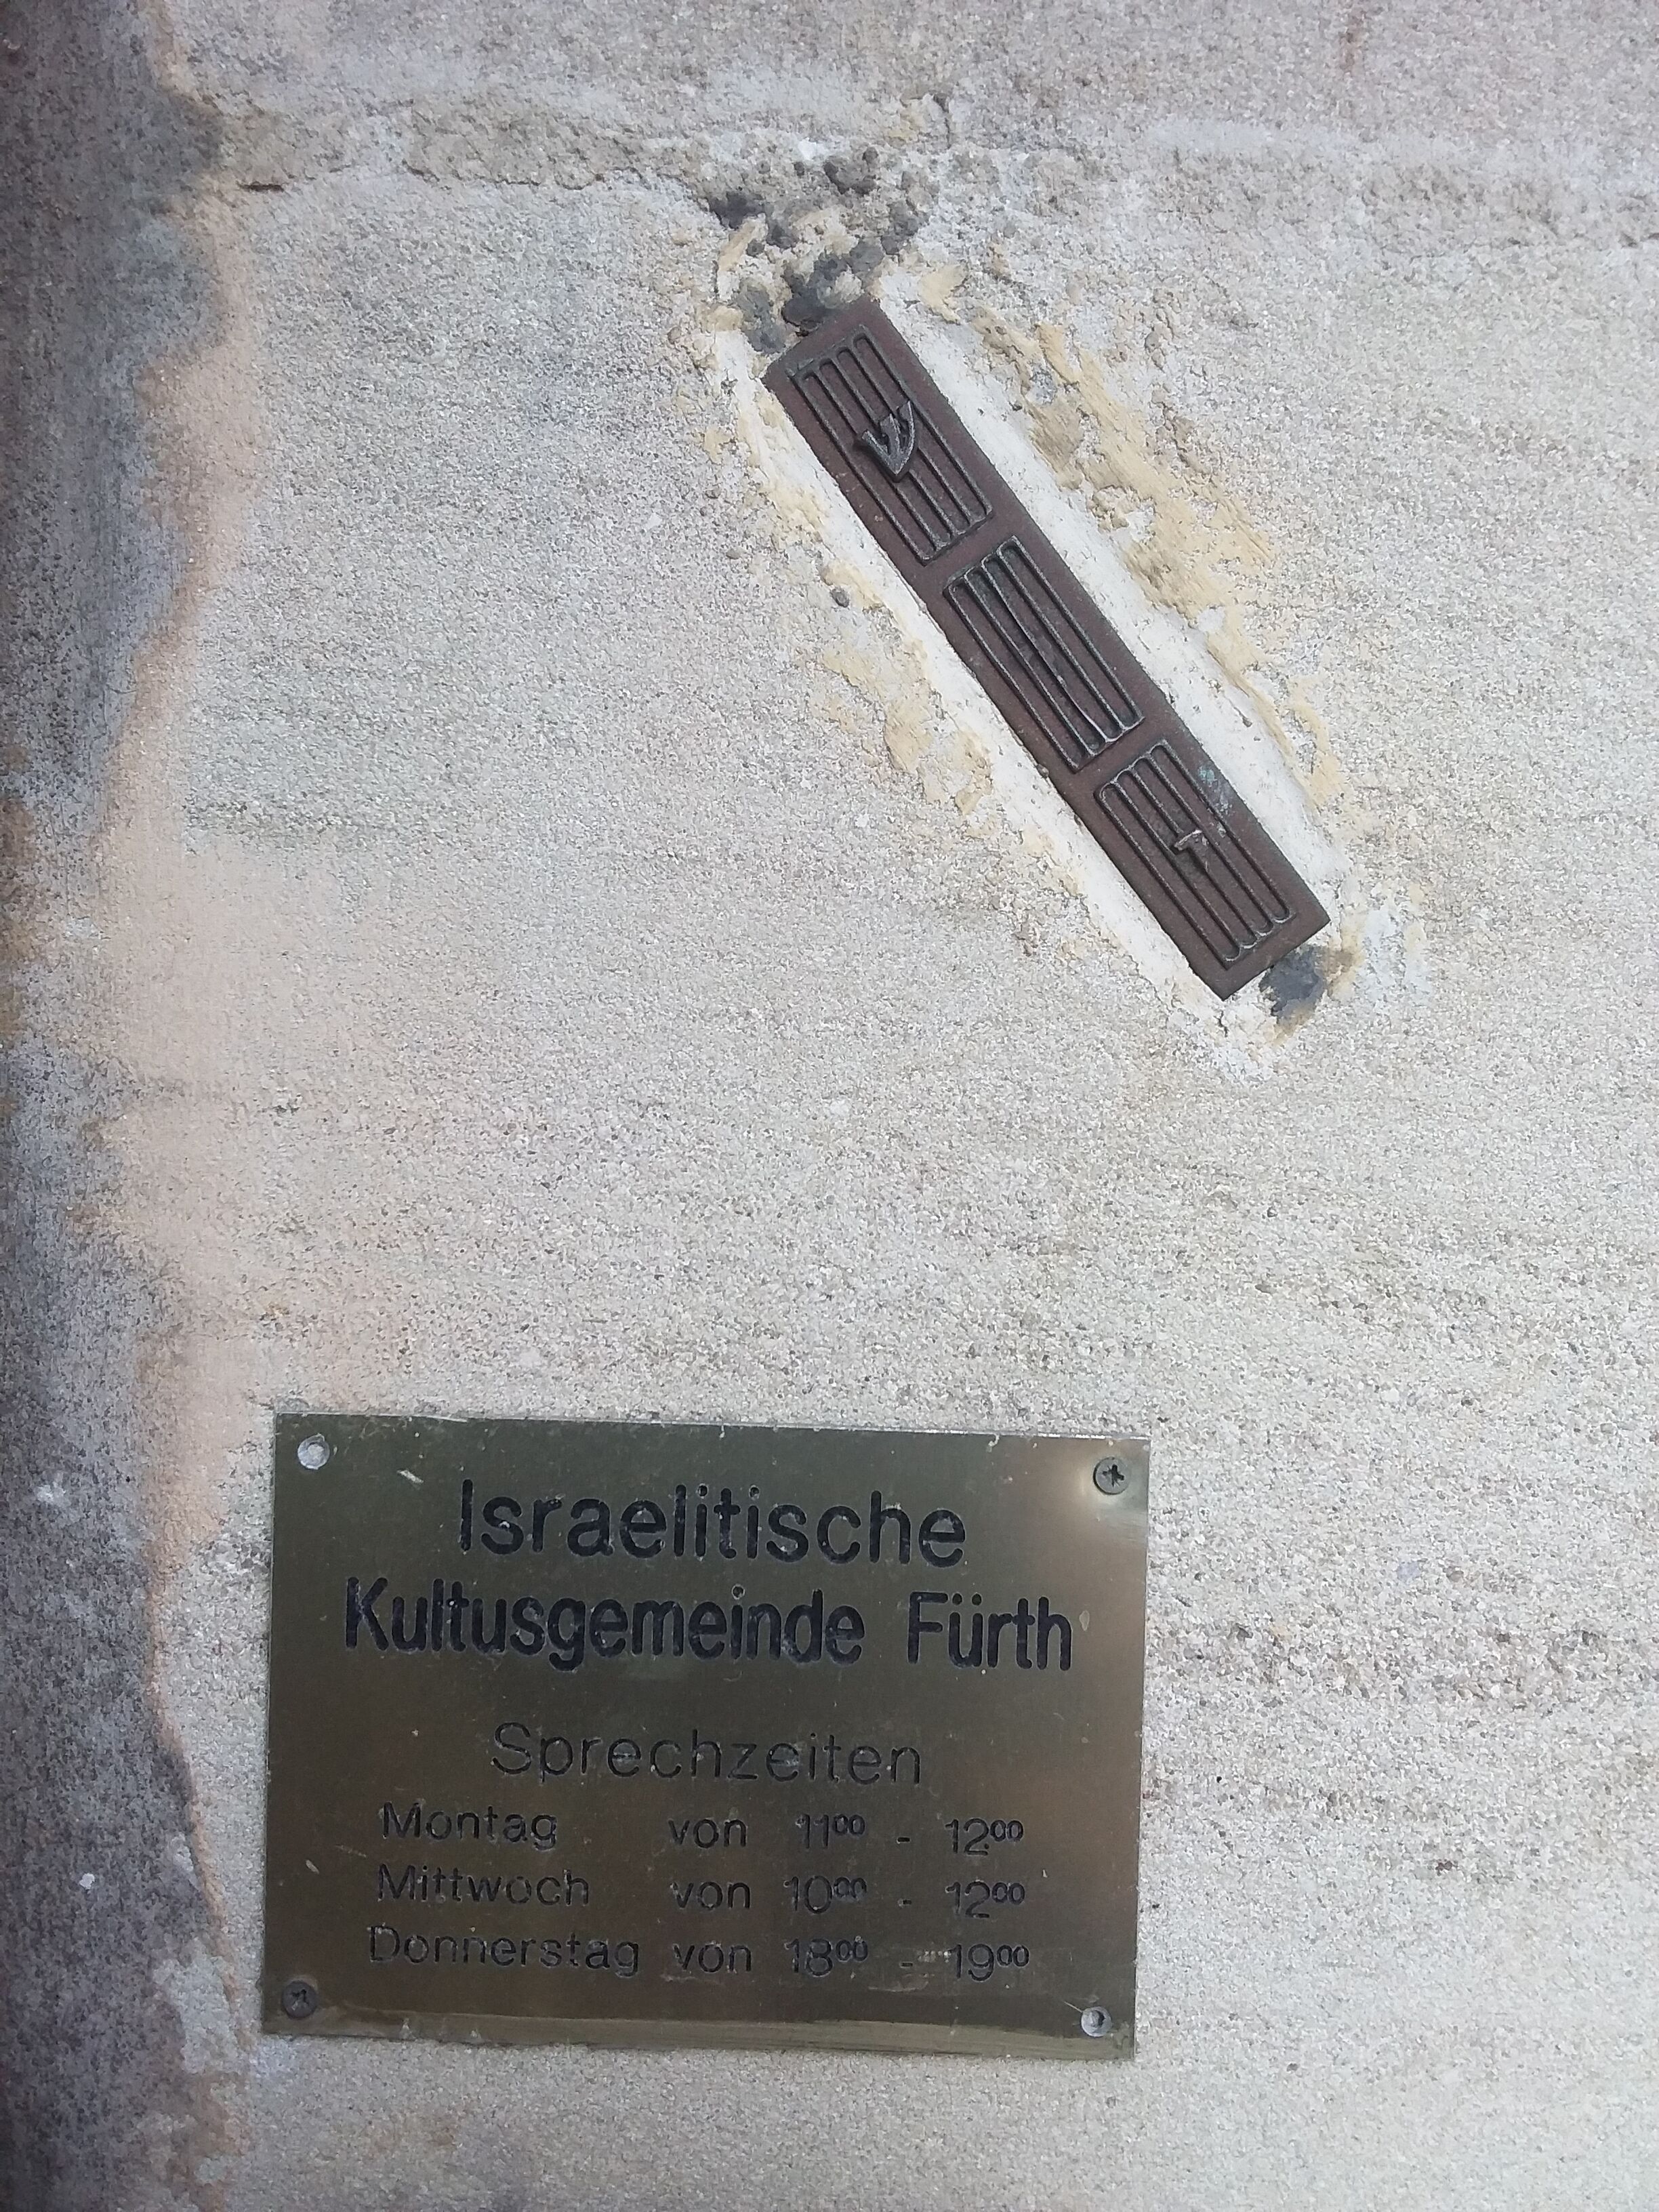 ש
י
Israelitische
Kultusgemeinde Fürth
Sprechzeiten
Montag von 11⁰⁰ - 12⁰⁰
Mittwoch von 10⁰⁰ - 12⁰⁰
Donnerstag von 18⁰⁰ - 19⁰⁰